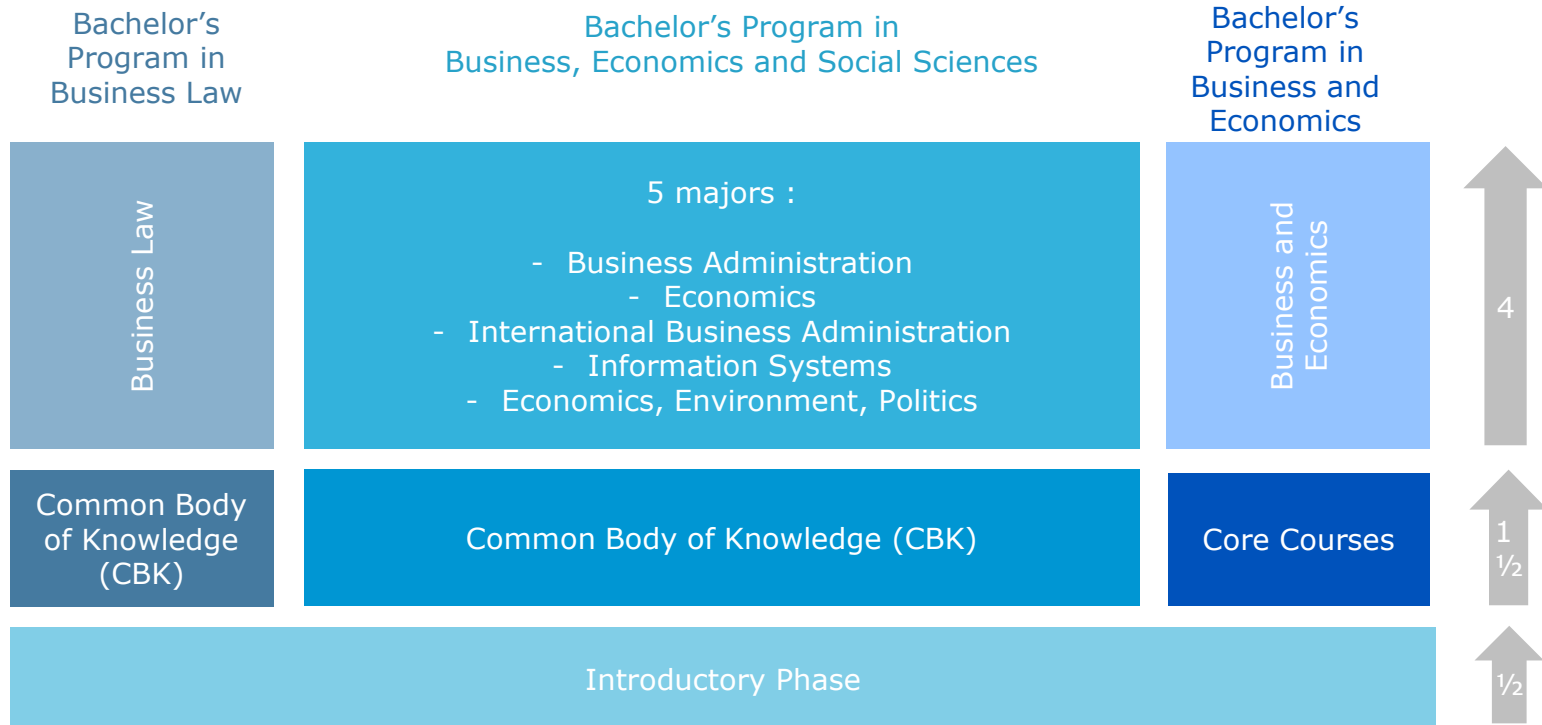 Bachelor's
Program in
Business Law
Bachelor's Program in
Business, Economics and Social Sciences
Bachelor's
Program in
Business and
Economics
Business Law
5 majors :
- Business Administration
- Economics
- International Business Administration
- Information Systems
- Economics, Environment, Politics
Business and
Economics
4
Common Body
of Knowledge
(CBK)
Common Body of Knowledge (CBK)
Core Courses
1
½
Introductory Phase
½